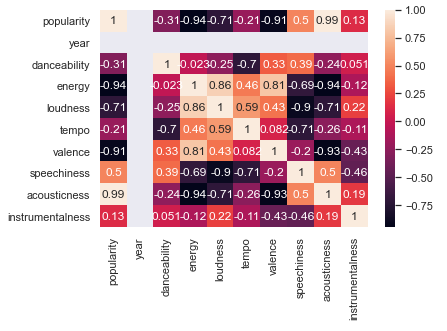 popularity 1 -0.31 -0.94 -0.71 -0.21 -0.91 0.5 0.99 0.13
year
danceability -0.31 1 -0.023 -0.25 -0.7 0.33 0.39 -0.24 0.051
energy -0.94 -0.023 1 0.86 0.46 0.81 -0.69 -0.94 -0.12
loudness -0.71 -0.25 0.86 1 0.59 0.43 -0.9 -0.71 0.22
tempo -0.21 -0.7 0.46 0.59 1 0.082 -0.71 -0.26 -0.11
valence -0.91 0.33 0.81 0.43 0.082 1 -0.2 -0.93 -0.43
speechiness 0.5 0.39 -0.69 -0.9 -0.71 -0.2 1 0.5 -0.46
acousticness 0.99 -0.24 -0.94 -0.71 -0.26 -0.93 0.5 1 0.19
instrumentalness 0.13 0.051 -0.12 0.22 -0.11 -0.43 -0.46 0.19 1
popularity
year
danceability
energy
loudness
tempo
valence
speechiness
acousticness
instrumentalness
1.00
0.75
0.50
0.25
0.00
−0.25
−0.50
−0.75